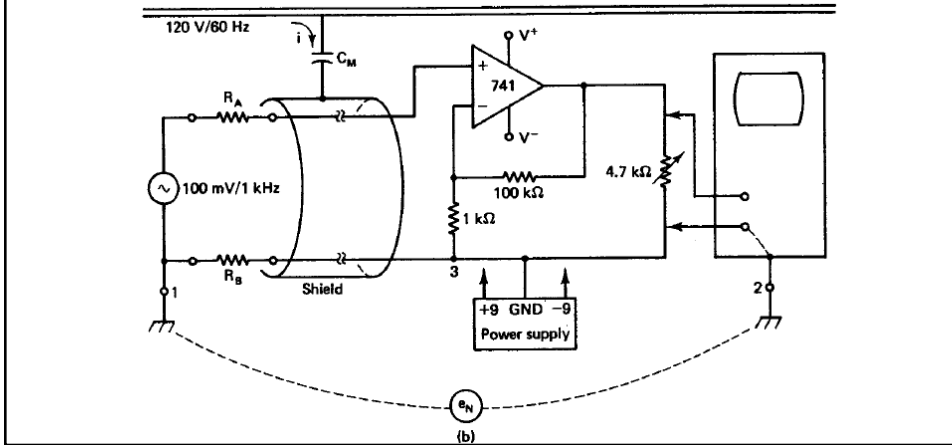 120 V/60 Hz
i
C_M
V⁺
R_A
+
741
−
V⁻
100 mV/1 kHz
4.7 kΩ
100 kΩ
1 kΩ
R_B
Shield
3
1
2
+9 GND −9
Power supply
e_N
(b)